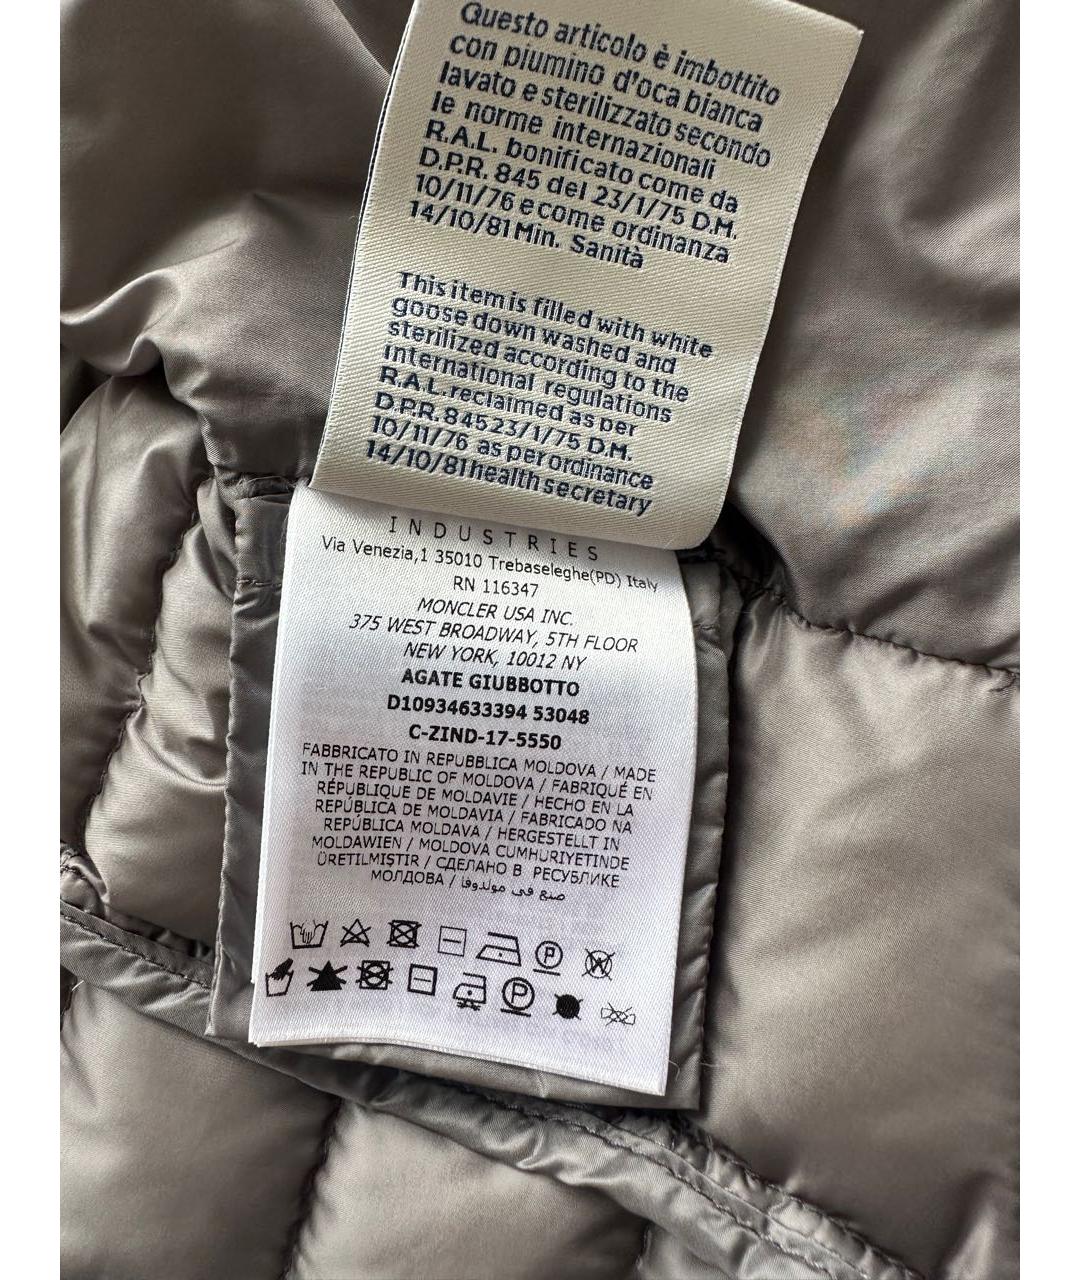 Questo articolo è imbottito
con piumino d'oca bianca
lavato e sterilizzato secondo
le norme internazionali
R.A.L. bonificato come da
D.P.R. 845 del 23/1/75 D.M.
10/11/76 e come ordinanza
14/10/81 Min. Sanità
This item is filled with white
goose down washed and
sterilized according to the
international regulations
R.A.L. reclaimed as per
D.P.R. 845 23/1/75 D.M.
10/11/76 as per ordinance
14/10/81 health secretary
INDUSTRIES
Via Venezia,1 35010 Trebaseleghe(PD) Italy
RN 116347
MONCLER USA INC.
375 WEST BROADWAY, 5TH FLOOR
NEW YORK, 10012 NY
AGATE GIUBBOTTO
D10934633394 53048
C-ZIND-17-5550
FABBRICATO IN REPUBBLICA MOLDOVA / MADE
IN THE REPUBLIC OF MOLDOVA / FABRIQUÉ EN
RÉPUBLIQUE DE MOLDAVIE / HECHO EN LA
REPÚBLICA DE MOLDAVIA / FABRICADO NA
REPÚBLICA MOLDAVA / HERGESTELLT IN
MOLDAWIEN / MOLDOVA CUMHURIYETINDE
ÜRETILMIŞTIR / СДЕЛАНО В РЕСПУБЛИКЕ
МОЛДОВА / صنع في مولدوفا
P
W
P